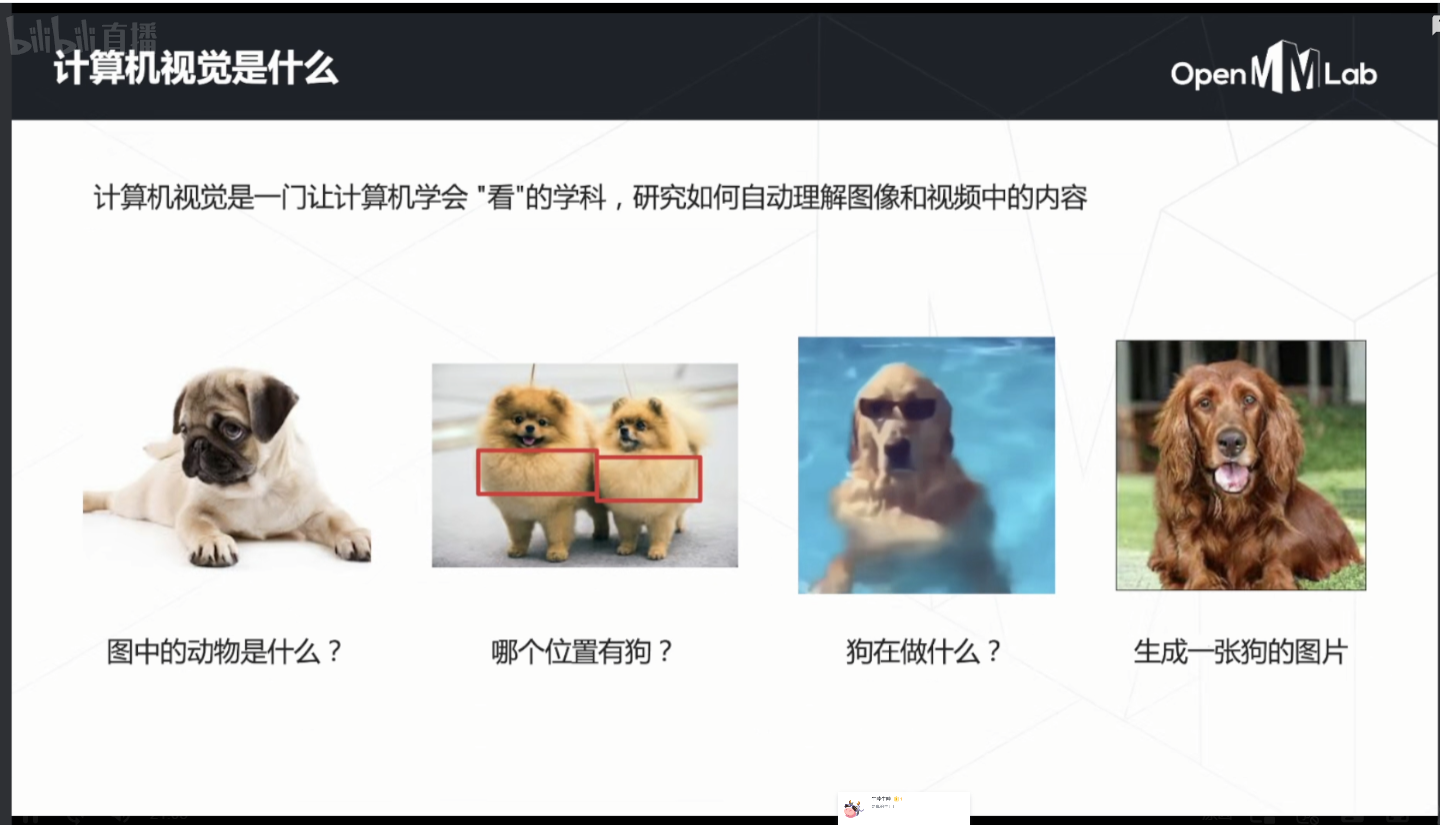 bilibili直播
计算机视觉是什么
OpenMMLab
计算机视觉是一门让计算机学会 "看"的学科，研究如何自动理解图像和视频中的内容
图中的动物是什么？
哪个位置有狗？
狗在做什么？
生成一张狗的图片